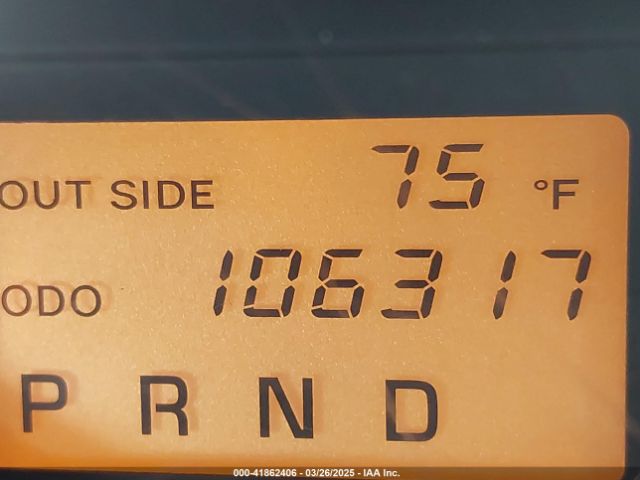 OUT SIDE 75 °F
ODO 106317
P R N D
000-41862406 - 03/26/2025 - IAA Inc.